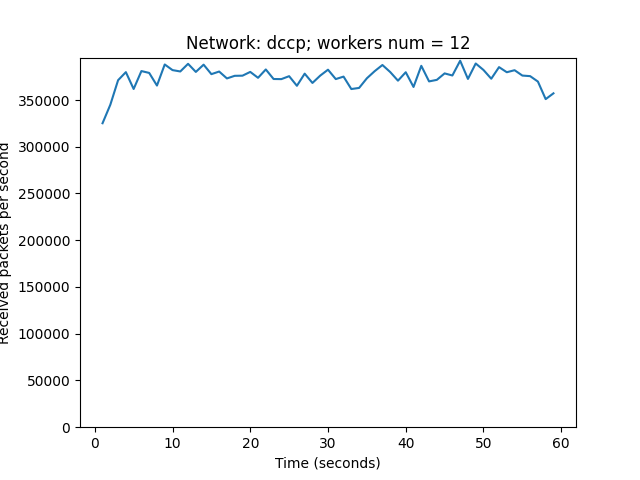 Network: dccp; workers num = 12
Received packets per second
350000
300000
250000
200000
150000
100000
50000
0
0 10 20 30 40 50 60
Time (seconds)